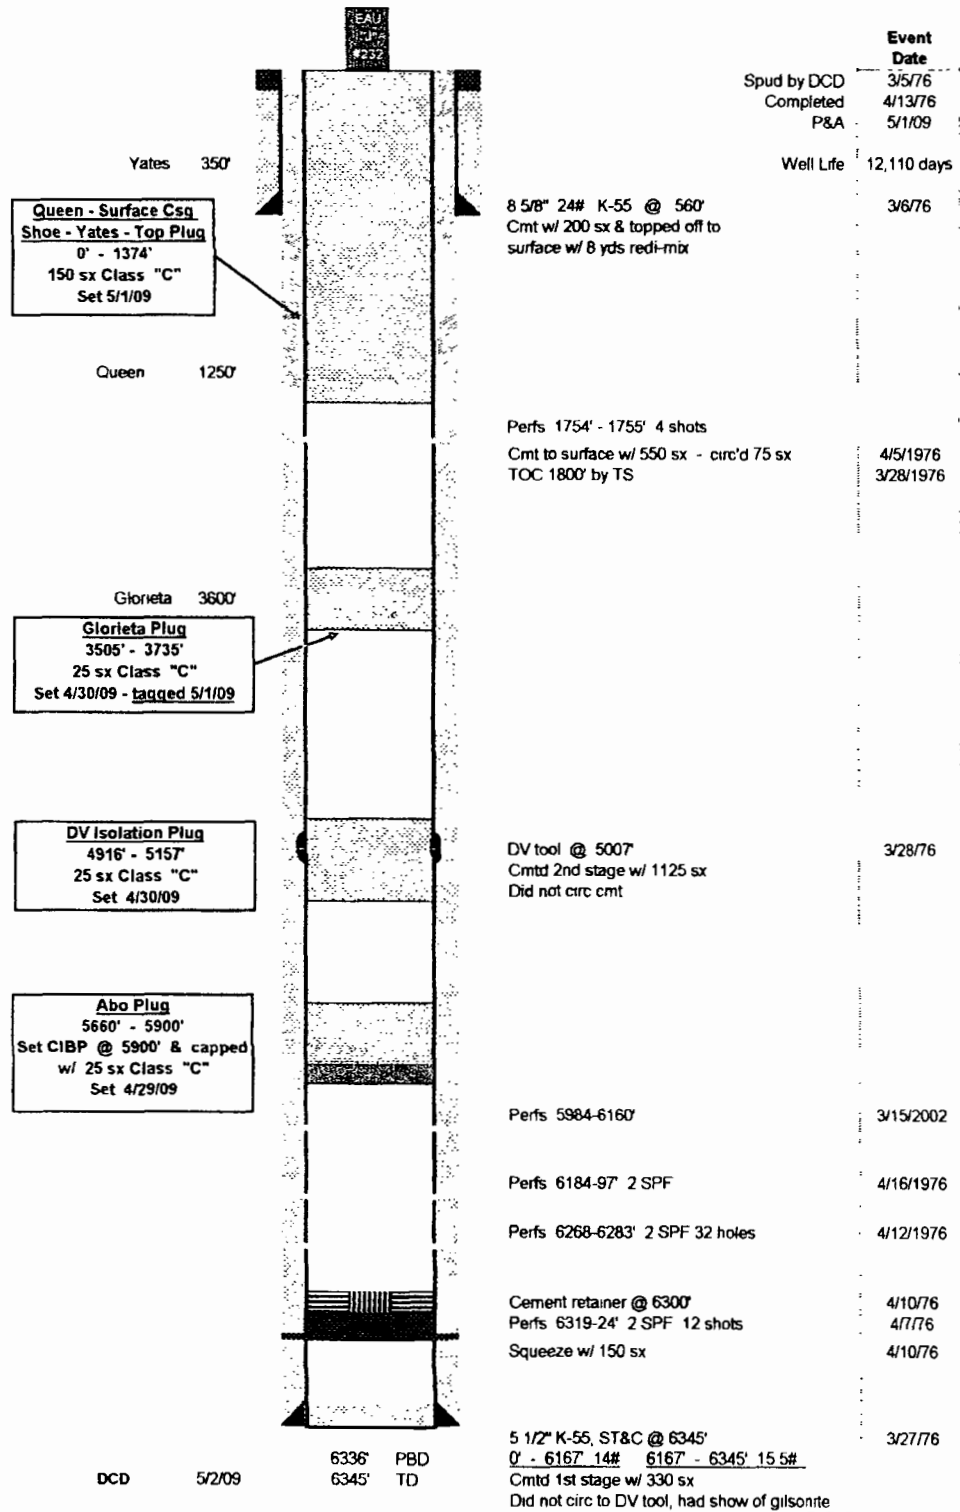 EAU
#232
Event
Date
Spud by DCD 3/5/76
Completed 4/13/76
P&A 5/1/09
Yates 350'
Well Life 12,110 days
Queen - Surface Csg
Shoe - Yates - Top Plug
0' - 1374'
150 sx Class "C"
Set 5/1/09
8 5/8" 24# K-55 @ 560' 3/6/76
Cmt w/ 200 sx & topped off to
surface w/ 8 yds redi-mix
Queen 1250'
Perfs 1754' - 1755' 4 shots
Cmt to surface w/ 550 sx - circ'd 75 sx 4/5/1976
TOC 1800' by TS 3/28/1976
Glorieta 3600'
Glorieta Plug
3505' - 3735'
25 sx Class "C"
Set 4/30/09 - tagged 5/1/09
DV Isolation Plug
4916' - 5157'
25 sx Class "C"
Set 4/30/09
DV tool @ 5007' 3/28/76
Cmtd 2nd stage w/ 1125 sx
Did not circ cmt
Abo Plug
5660' - 5900'
Set CIBP @ 5900' & capped
w/ 25 sx Class "C"
Set 4/29/09
Perfs 5984-6160' 3/15/2002
Perfs 6184-97' 2 SPF 4/16/1976
Perfs 6268-6283' 2 SPF 32 holes 4/12/1976
Cement retainer @ 6300' 4/10/76
Perfs 6319-24' 2 SPF 12 shots 4/7/76
Squeeze w/ 150 sx 4/10/76
5 1/2" K-55, ST&C @ 6345' 3/27/76
6336' PBD
0' - 6167' 14# 6167' - 6345' 15 5#
DCD 5/2/09
6345' TD
Cmtd 1st stage w/ 330 sx
Did not circ to DV tool, had show of gilsonite